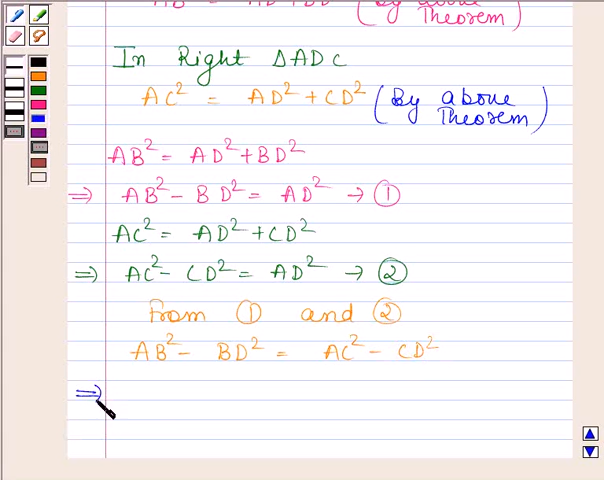 Theorem)
In Right ΔADC
AC² = AD² + CD² (By above Theorem)
AB² = AD² + BD²
⇒ AB² - BD² = AD² → ①
AC² = AD² + CD²
⇒ AC² - CD² = AD² → ②
From ① and ②
AB² - BD² = AC² - CD²
⇒